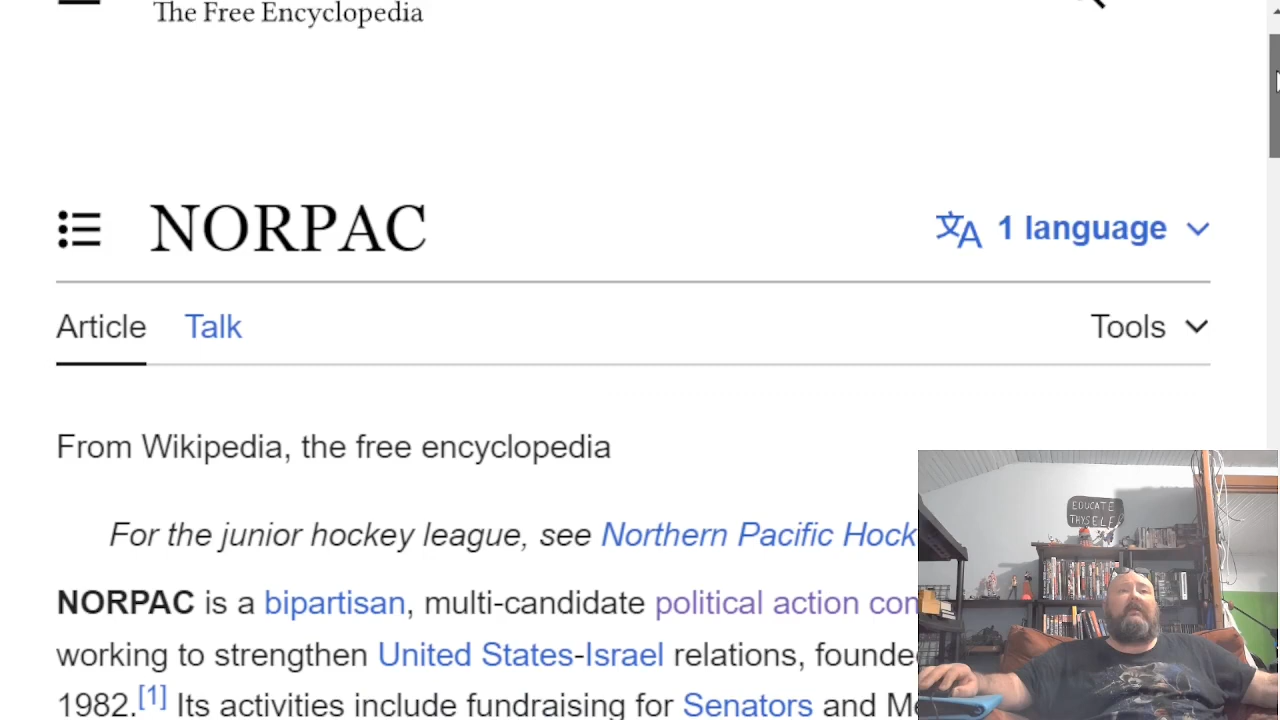 The Free Encyclopedia
NORPAC
1 language
Article Talk Tools
From Wikipedia, the free encyclopedia
For the junior hockey league, see Northern Pacific Hock
NORPAC is a bipartisan, multi-candidate political action con
working to strengthen United States-Israel relations, founde
1982.[1] Its activities include fundraising for Senators and Me
EDUCATE
THYSELF